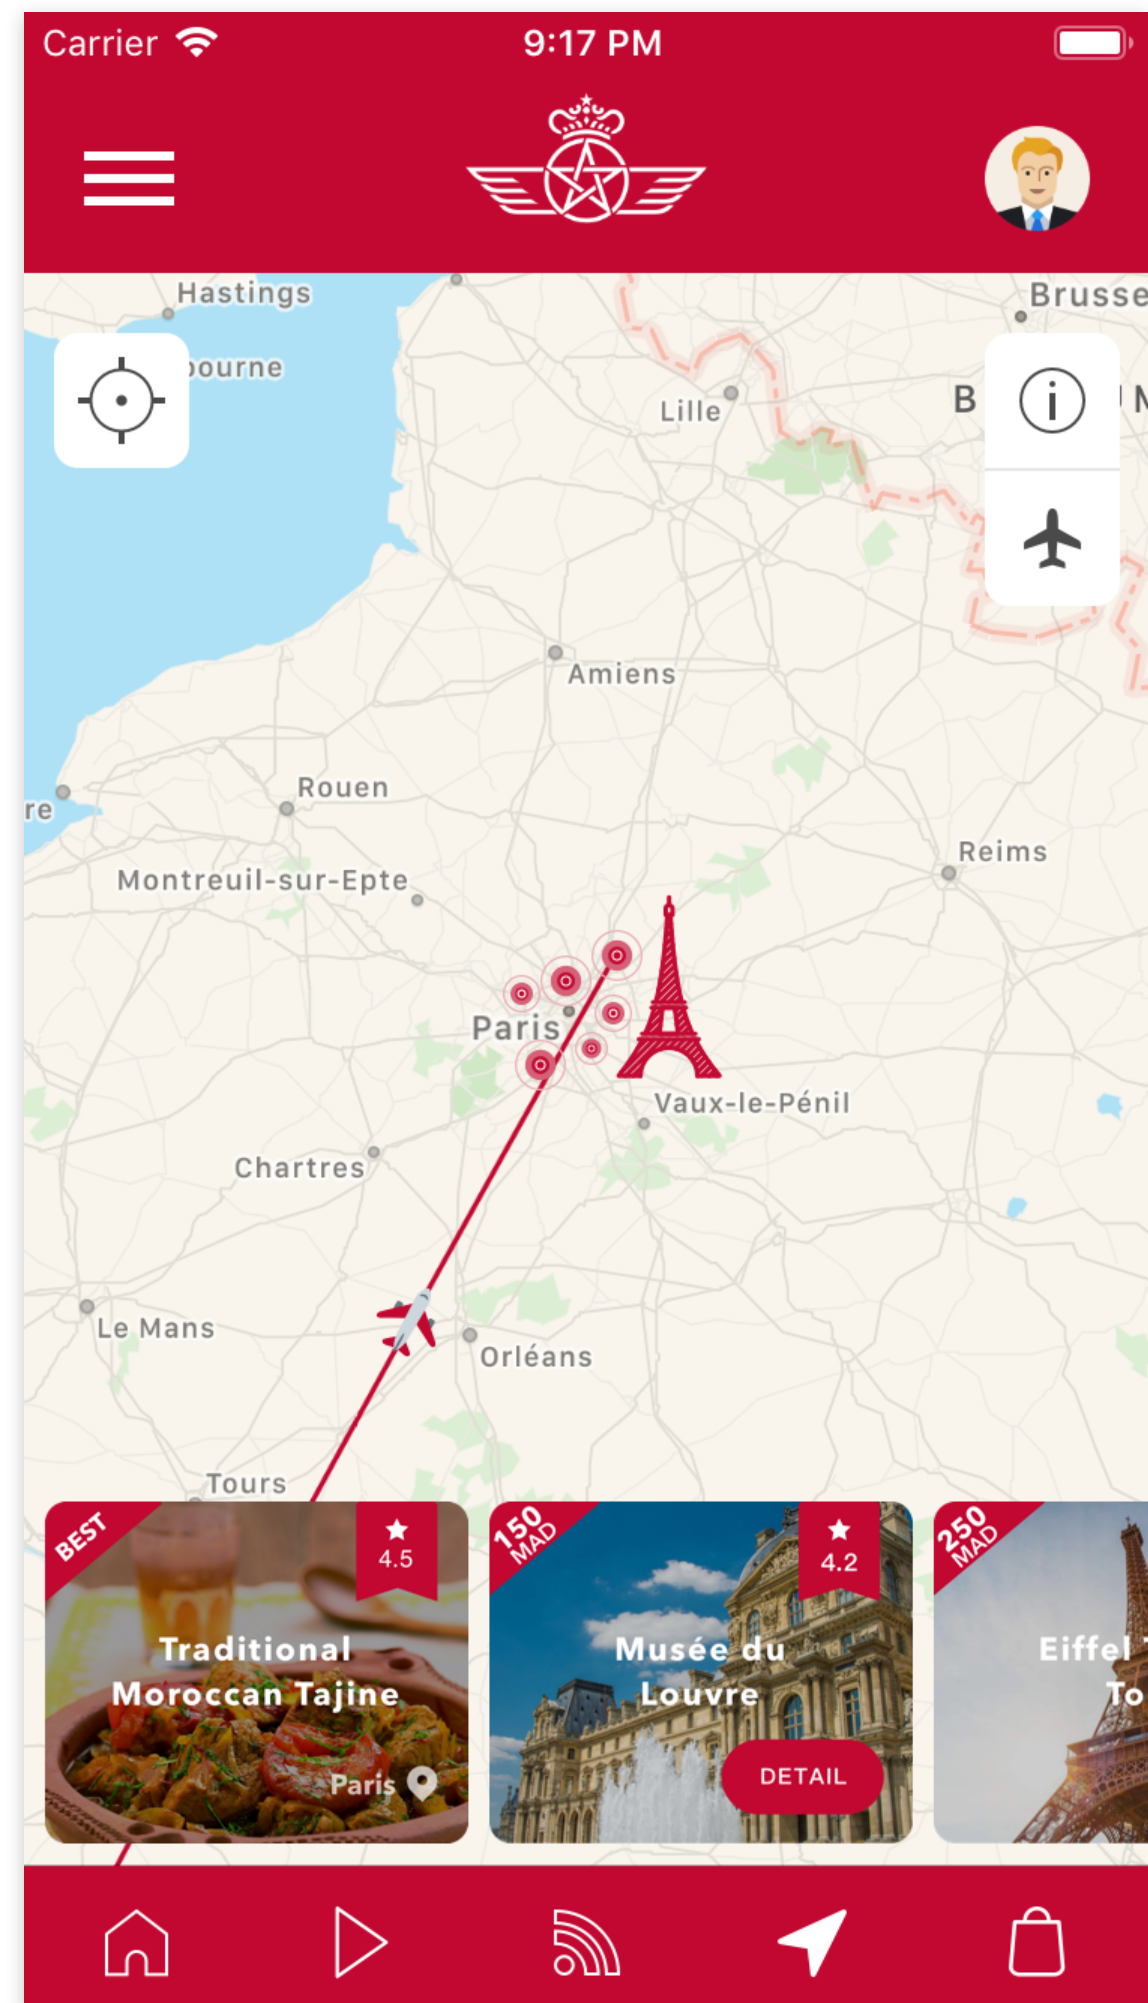 Carrier
9:17 PM
Hastings
Brusse
bourne
B
U M
Lille
Amiens
Rouen
re
Reims
Montreuil-sur-Epte
Paris
Vaux-le-Pénil
Chartres
Le Mans
Orléans
Tours
BEST
4.5
Traditional
Moroccan Tajine
Paris
150
MAD
4.2
Musée du
Louvre
DETAIL
250
MAD
Eiffel T
To